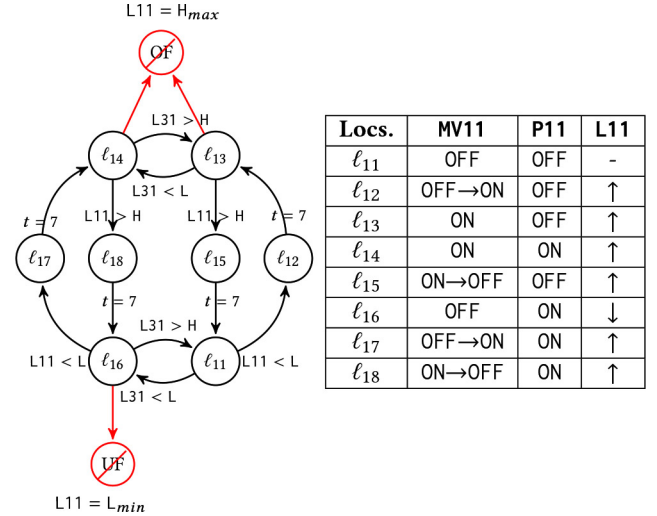 L11 = H_max
OF
L31 > H
ℓ14
ℓ13
L31 < L
L11 > H
L11 > H
t = 7
t = 7
ℓ17
ℓ18
ℓ15
ℓ12
t = 7
t = 7
L31 > H
L11 < L
ℓ16
ℓ11
L11 < L
L31 < L
UF
L11 = L_min
Locs. MV11 P11 L11
ℓ11 OFF OFF -
ℓ12 OFF→ON OFF ↑
ℓ13 ON OFF ↑
ℓ14 ON ON ↑
ℓ15 ON→OFF OFF ↑
ℓ16 OFF ON ↓
ℓ17 OFF→ON ON ↑
ℓ18 ON→OFF ON ↑